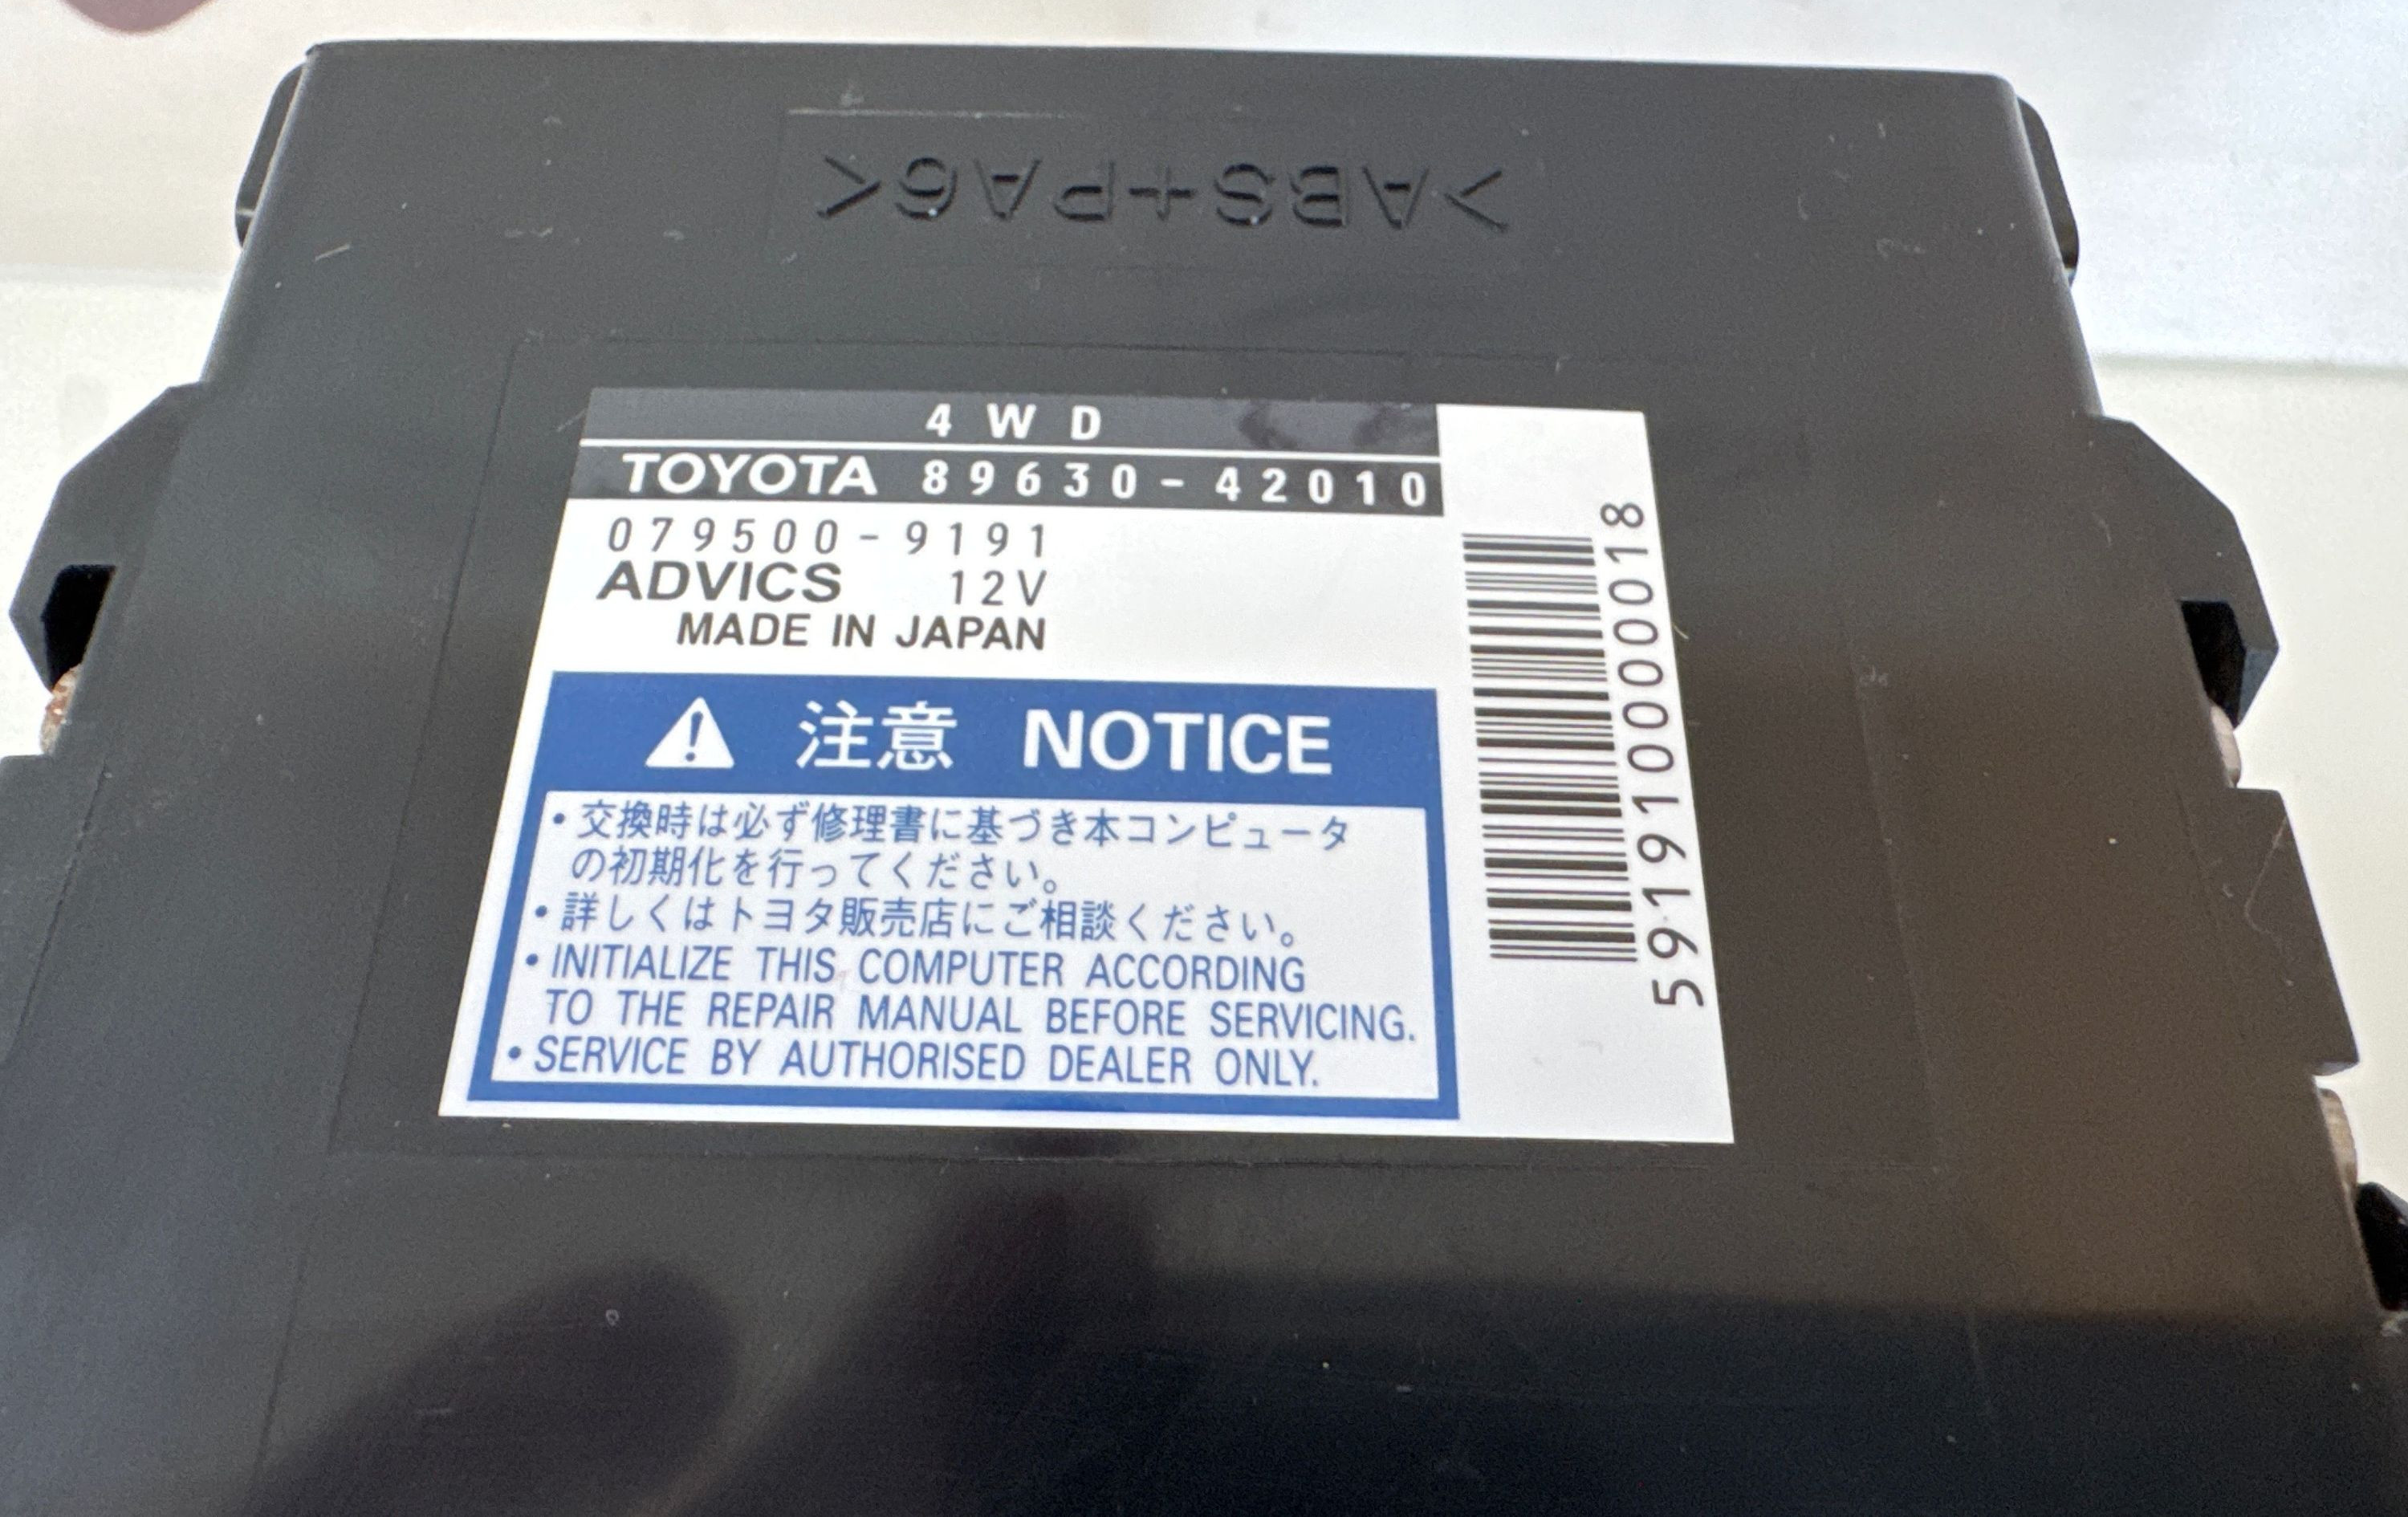 >ABS+PA6<
4WD
TOYOTA 89630-42010
079500-9191
ADVICS 12V
MADE IN JAPAN
注意 NOTICE
・交換時は必ず修理書に基づき本コンピュータ
の初期化を行ってください。
・詳しくはトヨタ販売店にご相談ください。
・INITIALIZE THIS COMPUTER ACCORDING
TO THE REPAIR MANUAL BEFORE SERVICING.
・SERVICE BY AUTHORISED DEALER ONLY.
5919100000018